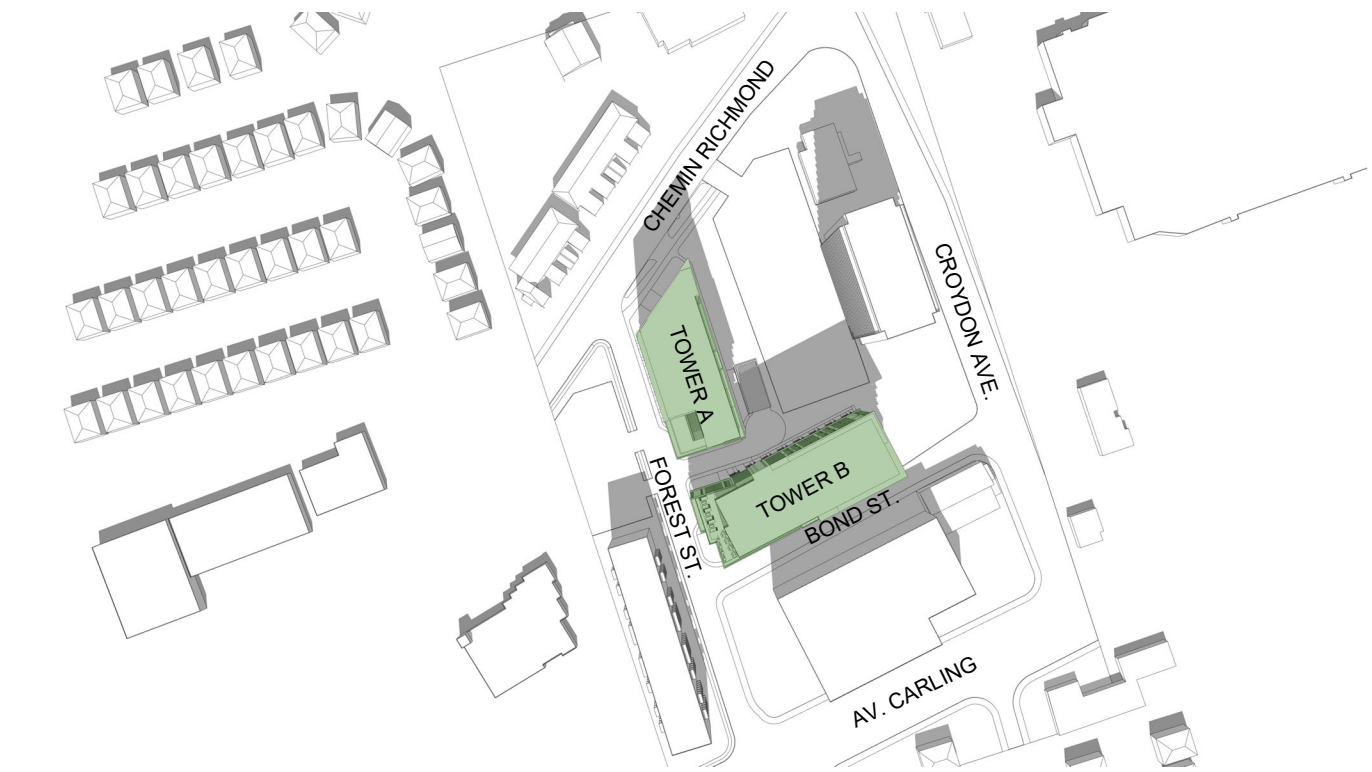 CHEMIN RICHMOND
CROYDON AVE.
TOWER A
TOWER B
FOREST ST.
BOND ST.
AV. CARLING